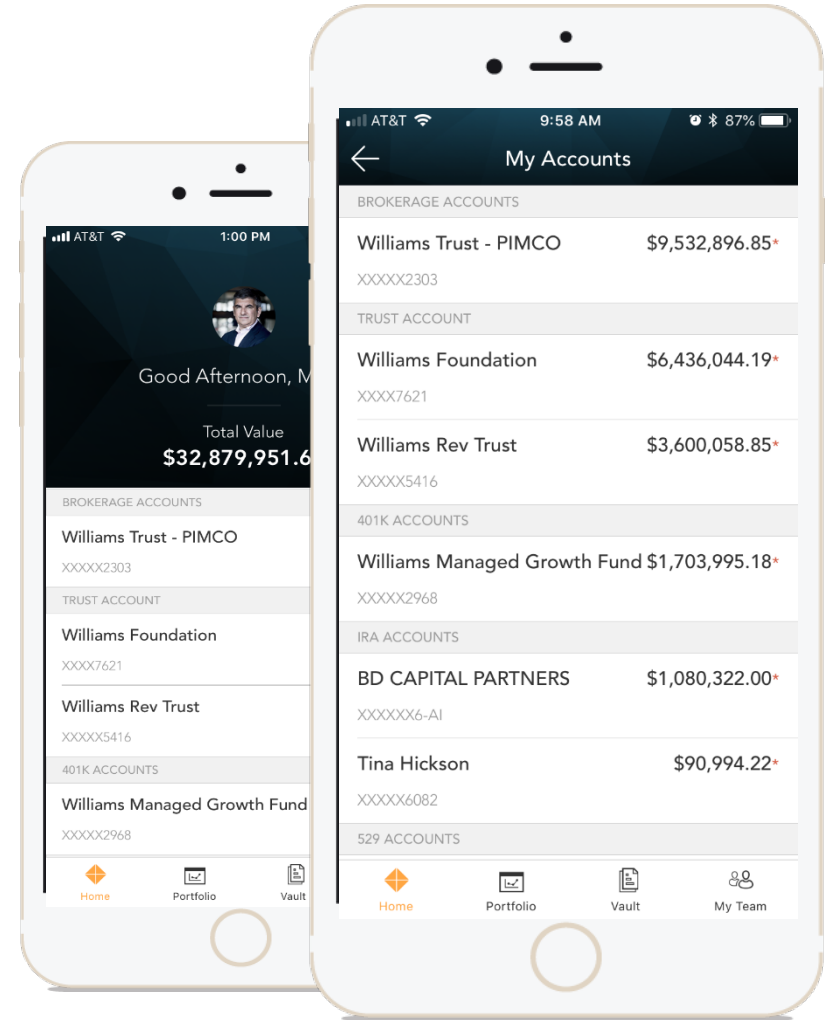 AT&T
1:00 PM
Good Afternoon, M
Total Value
$32,879,951.6
BROKERAGE ACCOUNTS
Williams Trust - PIMCO
XXXXX2303
TRUST ACCOUNT
Williams Foundation
XXXX7621
Williams Rev Trust
XXXXX5416
401K ACCOUNTS
Williams Managed Growth Fund
XXXXX2968
Home Portfolio Vault
AT&T 9:58 AM 87%
My Accounts
BROKERAGE ACCOUNTS
Williams Trust - PIMCO $9,532,896.85*
XXXXX2303
TRUST ACCOUNT
Williams Foundation $6,436,044.19*
XXXX7621
Williams Rev Trust $3,600,058.85*
XXXXX5416
401K ACCOUNTS
Williams Managed Growth Fund $1,703,995.18*
XXXXX2968
IRA ACCOUNTS
BD CAPITAL PARTNERS $1,080,322.00*
XXXXXX6-AI
Tina Hickson $90,994.22*
XXXXX6082
529 ACCOUNTS
Home Portfolio Vault My Team